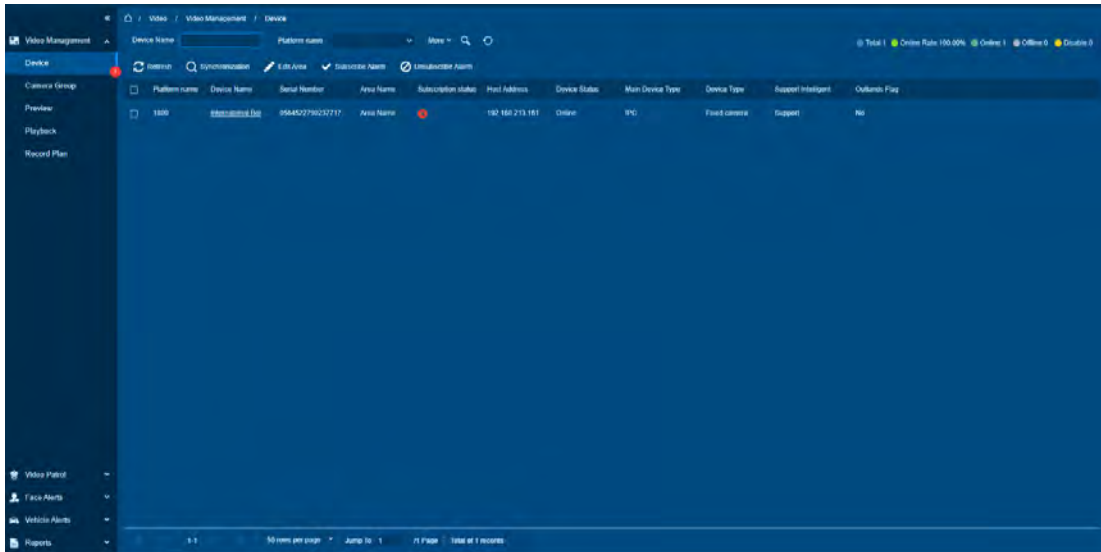 / Video / Video Management / Device
Video Management
Device
Camera Group
Preview
Playback
Record Plan
Device Name Platform name More
Total 1 Online Rate 100.00% Online 1 Offline 0 Disable 0
Refresh Synchronization Edit Area Subscribe Alarm Unsubscribe Alarm
Platform name Device Name Serial Number Area Name Subscription status Host Address Device Status Main Device Type Device Type Support Intelligent Outlands Flag
1800 Area Name 192.168.213.161 Online IPC Fixed camera Support No
Video Patrol
Face Alerts
Vehicle Alerts
Reports
1-1 50 rows per page Jump To 1 /1 Page Total of 1 records